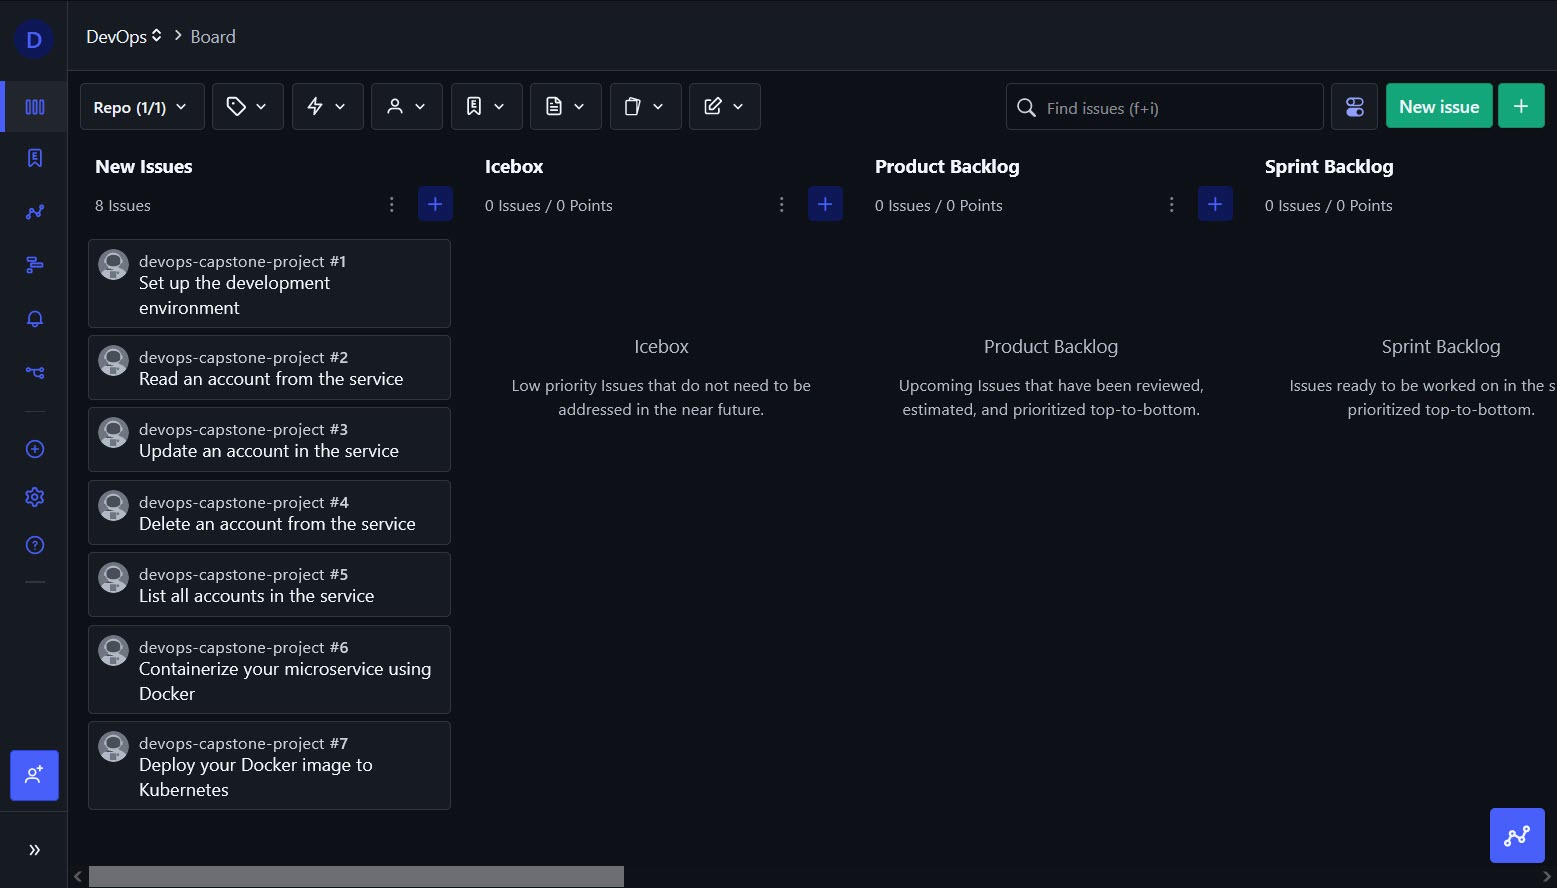 D
DevOps Board
Repo (1/1)
Find issues (f+i)
New issue
New Issues
8 Issues
Icebox
0 Issues / 0 Points
Product Backlog
0 Issues / 0 Points
Sprint Backlog
0 Issues / 0 Points
devops-capstone-project #1
Set up the development
environment
devops-capstone-project #2
Read an account from the service
devops-capstone-project #3
Update an account in the service
devops-capstone-project #4
Delete an account from the service
devops-capstone-project #5
List all accounts in the service
devops-capstone-project #6
Containerize your microservice using
Docker
devops-capstone-project #7
Deploy your Docker image to
Kubernetes
Icebox
Low priority Issues that do not need to be
addressed in the near future.
Product Backlog
Upcoming Issues that have been reviewed,
estimated, and prioritized top-to-bottom.
Sprint Backlog
Issues ready to be worked on in the s
prioritized top-to-bottom.